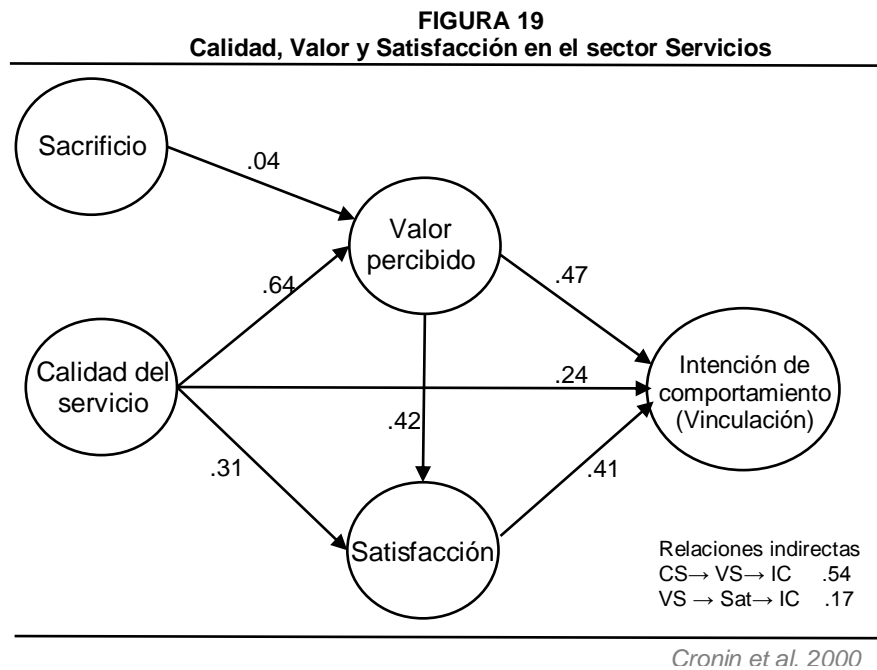 FIGURA 19
Calidad, Valor y Satisfacción en el sector Servicios
Sacrificio
.04
Valor
percibido
.64
.47
Calidad del
servicio
.24
Intención de
comportamiento
(Vinculación)
.42
.31
.41
Satisfacción
Relaciones indirectas
CS→ VS→ IC .54
VS → Sat→ IC .17
Cronin et al. 2000